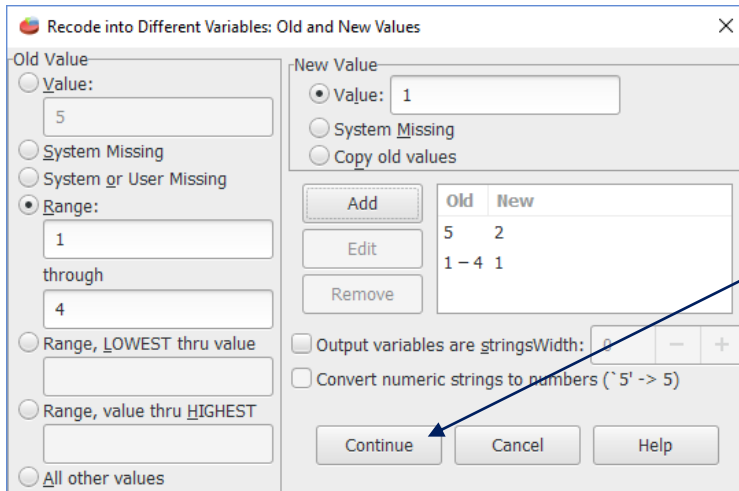 Recode into Different Variables: Old and New Values
Old Value
Value:
5
System Missing
System or User Missing
Range:
1
through
4
Range, LOWEST thru value
Range, value thru HIGHEST
All other values
New Value
Value: 1
System Missing
Copy old values
Add
Edit
Remove
Old New
5 2
1 – 4 1
Output variables are stringsWidth: 0 − +
Convert numeric strings to numbers (`5' -> 5)
Continue Cancel Help